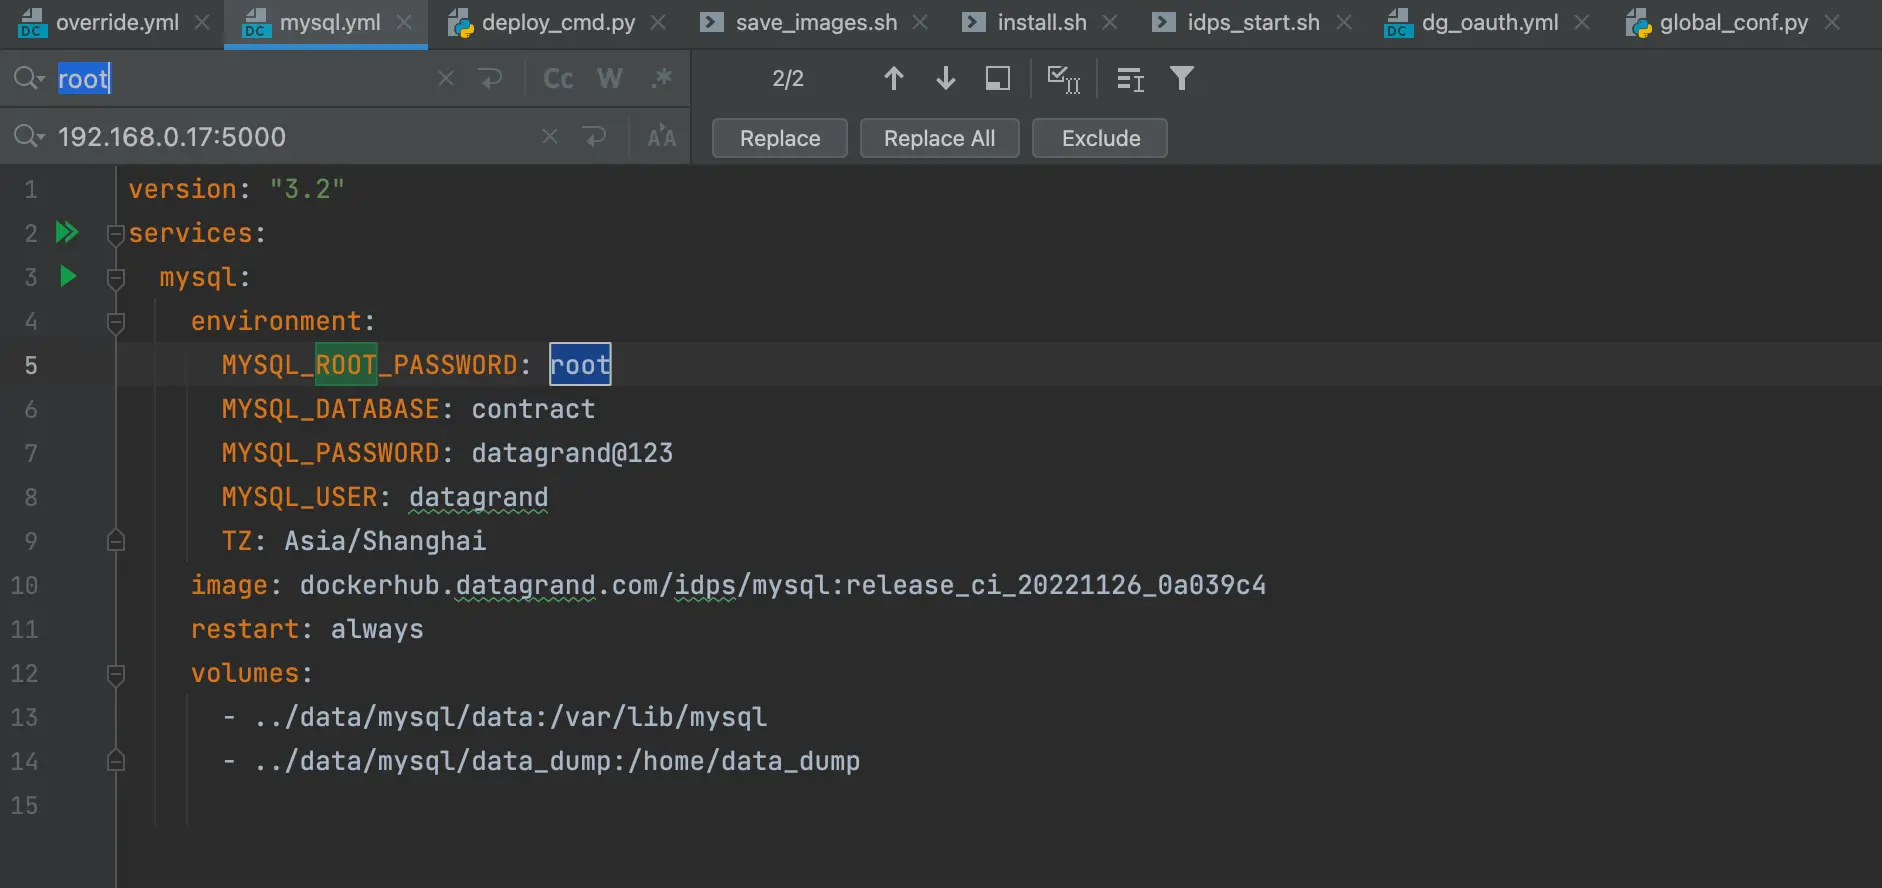 override.yml mysql.yml deploy_cmd.py save_images.sh install.sh idps_start.sh dg_oauth.yml global_conf.py
root Cc W .* 2/2
192.168.0.17:5000 AA Replace Replace All Exclude
1 version: "3.2"
2 services:
3 mysql:
4 environment:
5 MYSQL_ROOT_PASSWORD: root
6 MYSQL_DATABASE: contract
7 MYSQL_PASSWORD: datagrand@123
8 MYSQL_USER: datagrand
9 TZ: Asia/Shanghai
10 image: dockerhub.datagrand.com/idps/mysql:release_ci_20221126_0a039c4
11 restart: always
12 volumes:
13 - ../data/mysql/data:/var/lib/mysql
14 - ../data/mysql/data_dump:/home/data_dump
15